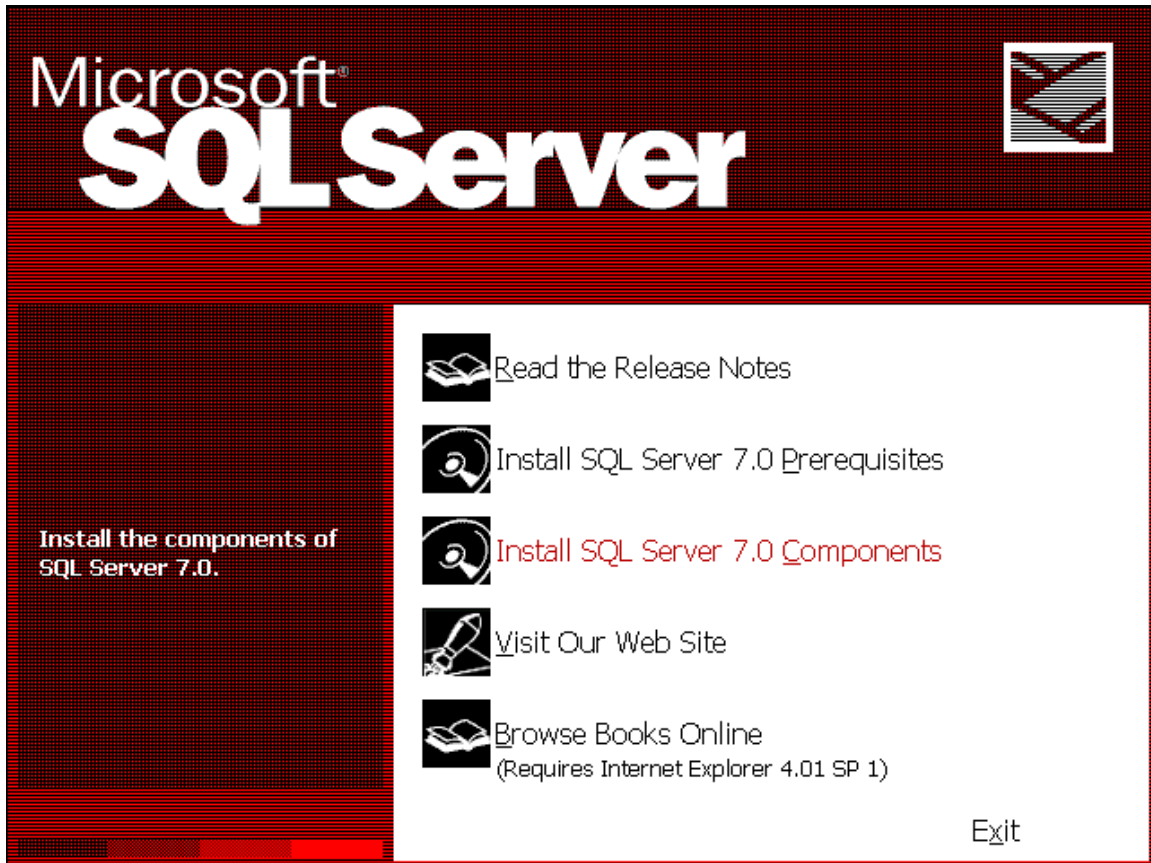 Microsoft®
SQL Server
Read the Release Notes
Install SQL Server 7.0 Prerequisites
Install the components of
SQL Server 7.0.
Install SQL Server 7.0 Components
Visit Our Web Site
Browse Books Online
(Requires Internet Explorer 4.01 SP 1)
Exit